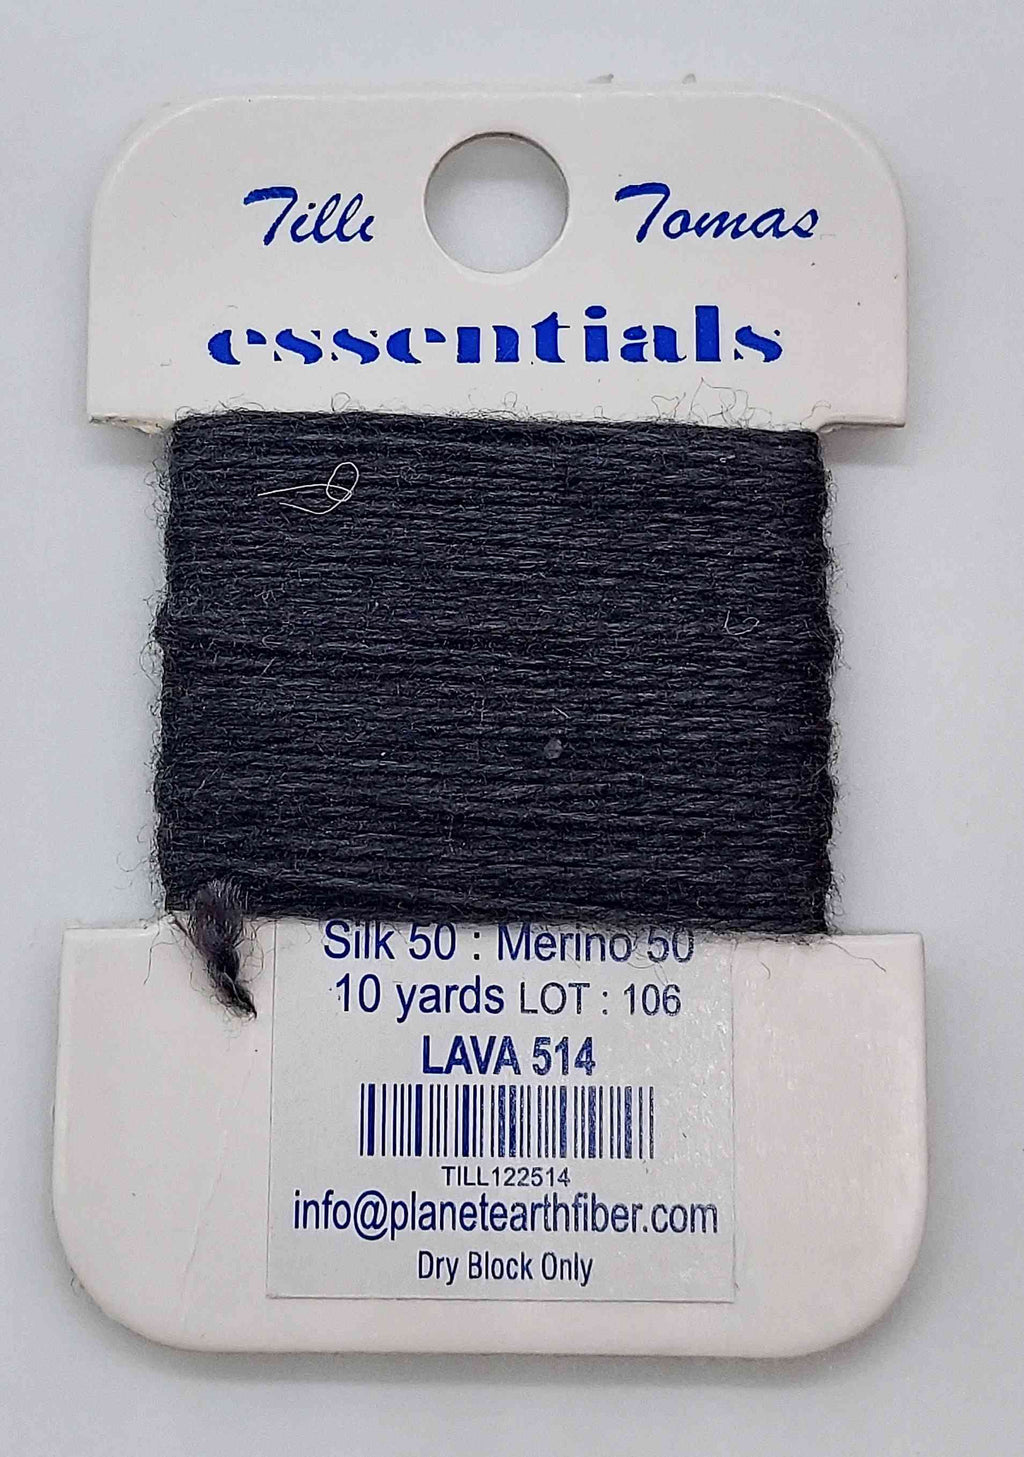 Tilli Tomas
essentials
Silk 50 : Merino 50
10 yards LOT : 106
LAVA 514
TILL122514
info@planetearthfiber.com
Dry Block Only